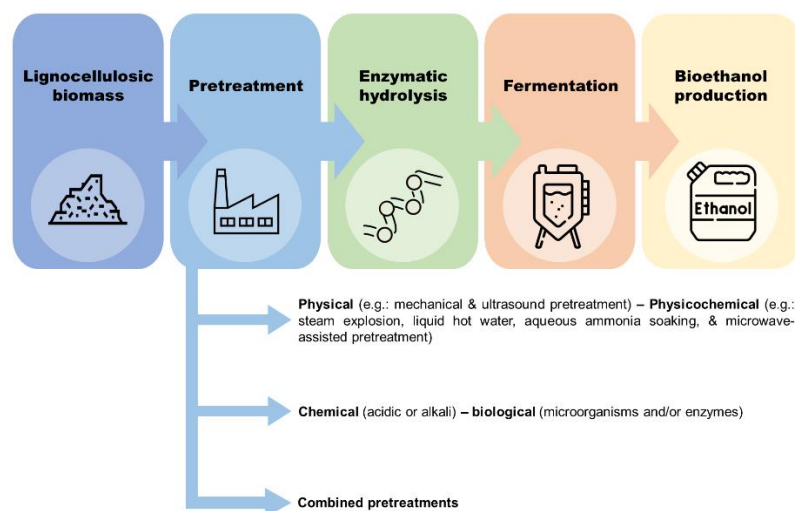 Lignocellulosic
biomass
Pretreatment
Enzymatic
hydrolysis
Fermentation
Bioethanol
production
Ethanol
Physical (e.g.: mechanical & ultrasound pretreatment) – Physicochemical (e.g.:
steam explosion, liquid hot water, aqueous ammonia soaking, & microwave-
assisted pretreatment)
Chemical (acidic or alkali) – biological (microorganisms and/or enzymes)
Combined pretreatments